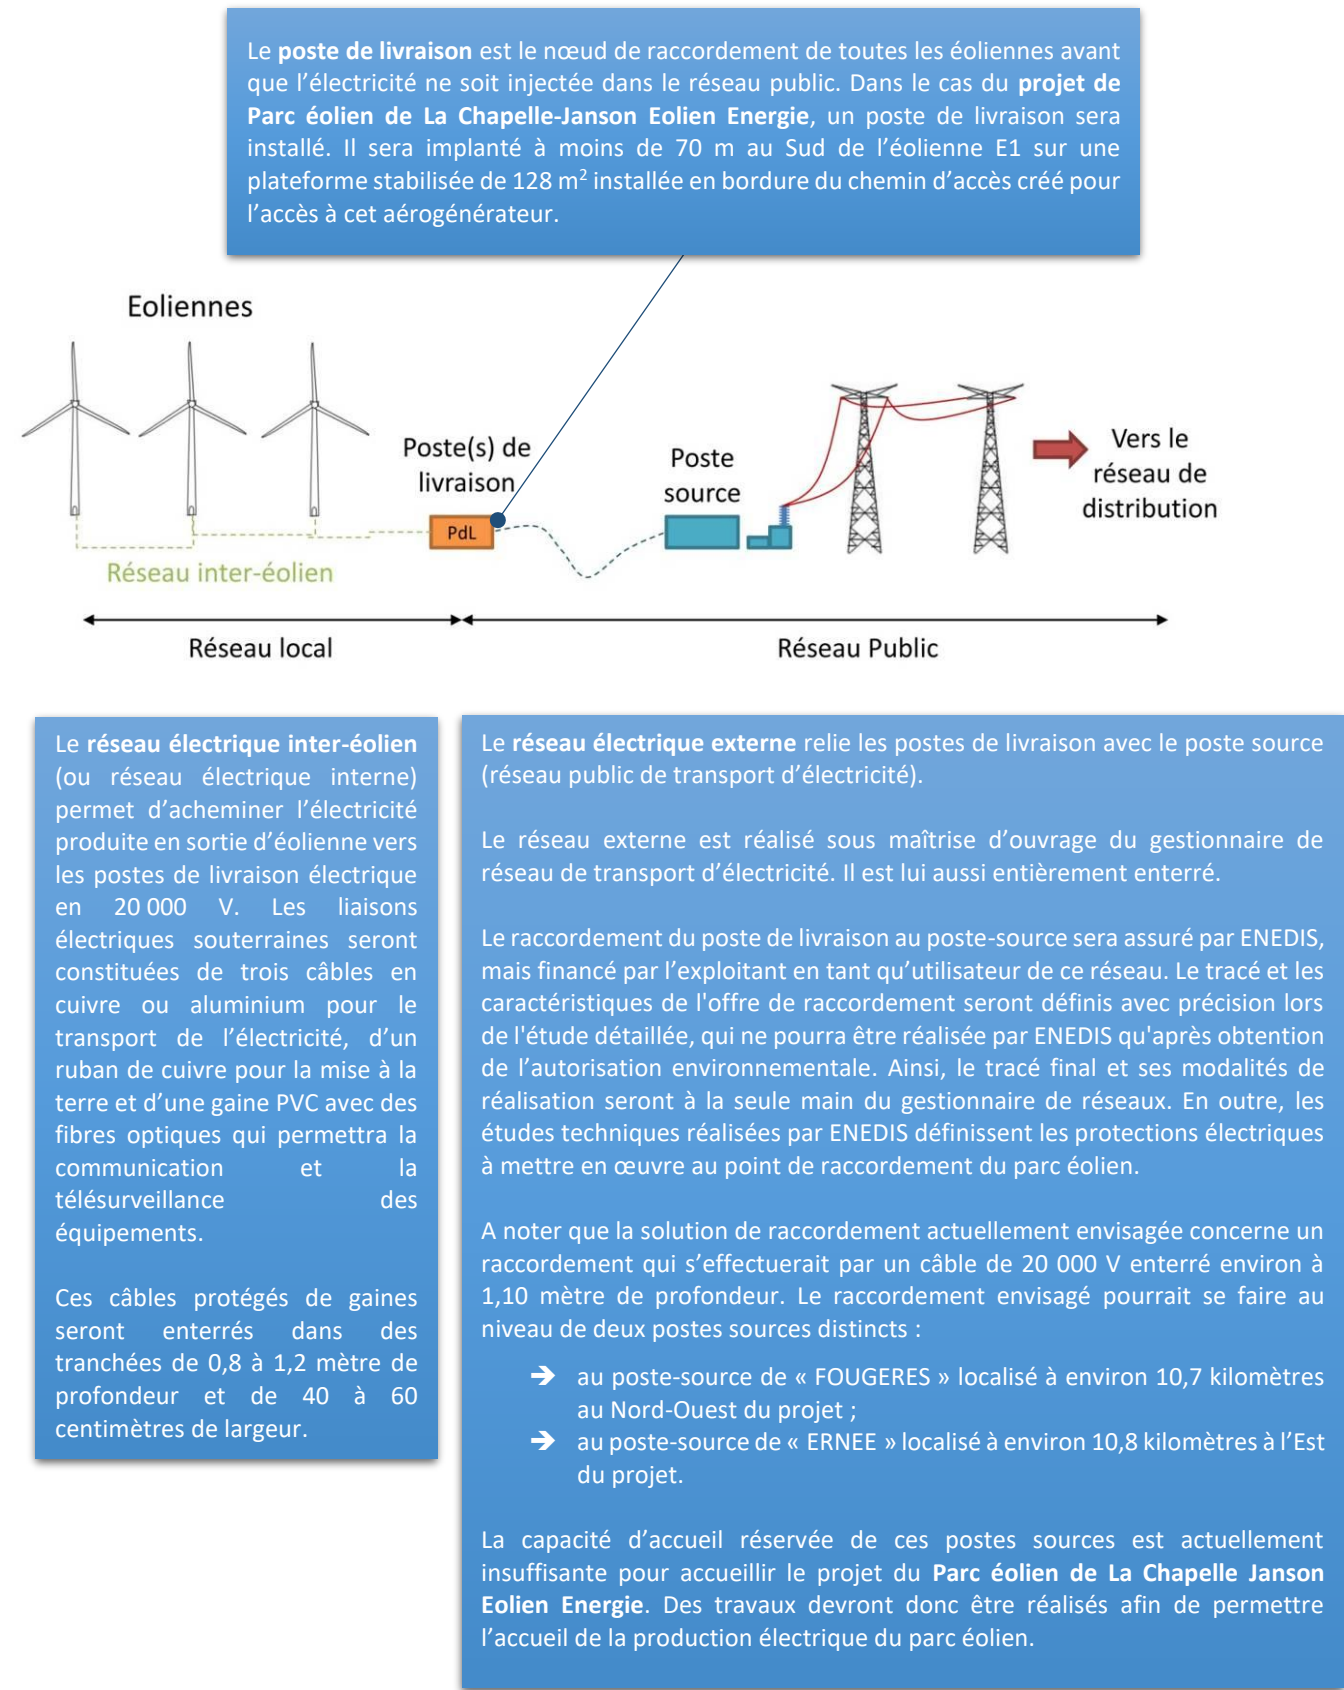 Le poste de livraison est le nœud de raccordement de toutes les éoliennes avant
que l’électricité ne soit injectée dans le réseau public. Dans le cas du projet de
Parc éolien de La Chapelle-Janson Eolien Energie, un poste de livraison sera
installé. Il sera implanté à moins de 70 m au Sud de l’éolienne E1 sur une
plateforme stabilisée de 128 m² installée en bordure du chemin d’accès créé pour
l’accès à cet aérogénérateur.
Eoliennes
Poste(s) de
livraison
PdL
Poste
source
Vers le
réseau de
distribution
Réseau inter-éolien
Réseau local
Réseau Public
Le réseau électrique inter-éolien
(ou réseau électrique interne)
permet d’acheminer l’électricité
produite en sortie d’éolienne vers
les postes de livraison électrique
en 20 000 V. Les liaisons
électriques souterraines seront
constituées de trois câbles en
cuivre ou aluminium pour le
transport de l’électricité, d’un
ruban de cuivre pour la mise à la
terre et d’une gaine PVC avec des
fibres optiques qui permettra la
communication et la
télésurveillance des
équipements.
Ces câbles protégés de gaines
seront enterrés dans des
tranchées de 0,8 à 1,2 mètre de
profondeur et de 40 à 60
centimètres de largeur.
Le réseau électrique externe relie les postes de livraison avec le poste source
(réseau public de transport d’électricité).
Le réseau externe est réalisé sous maîtrise d’ouvrage du gestionnaire de
réseau de transport d’électricité. Il est lui aussi entièrement enterré.
Le raccordement du poste de livraison au poste-source sera assuré par ENEDIS,
mais financé par l’exploitant en tant qu’utilisateur de ce réseau. Le tracé et les
caractéristiques de l'offre de raccordement seront définis avec précision lors
de l'étude détaillée, qui ne pourra être réalisée par ENEDIS qu'après obtention
de l’autorisation environnementale. Ainsi, le tracé final et ses modalités de
réalisation seront à la seule main du gestionnaire de réseaux. En outre, les
études techniques réalisées par ENEDIS définissent les protections électriques
à mettre en œuvre au point de raccordement du parc éolien.
A noter que la solution de raccordement actuellement envisagée concerne un
raccordement qui s’effectuerait par un câble de 20 000 V enterré environ à
1,10 mètre de profondeur. Le raccordement envisagé pourrait se faire au
niveau de deux postes sources distincts :
➔ au poste-source de « FOUGERES » localisé à environ 10,7 kilomètres
au Nord-Ouest du projet ;
➔ au poste-source de « ERNEE » localisé à environ 10,8 kilomètres à l’Est
du projet.
La capacité d’accueil réservée de ces postes sources est actuellement
insuffisante pour accueillir le projet du Parc éolien de La Chapelle Janson
Eolien Energie. Des travaux devront donc être réalisés afin de permettre
l’accueil de la production électrique du parc éolien.